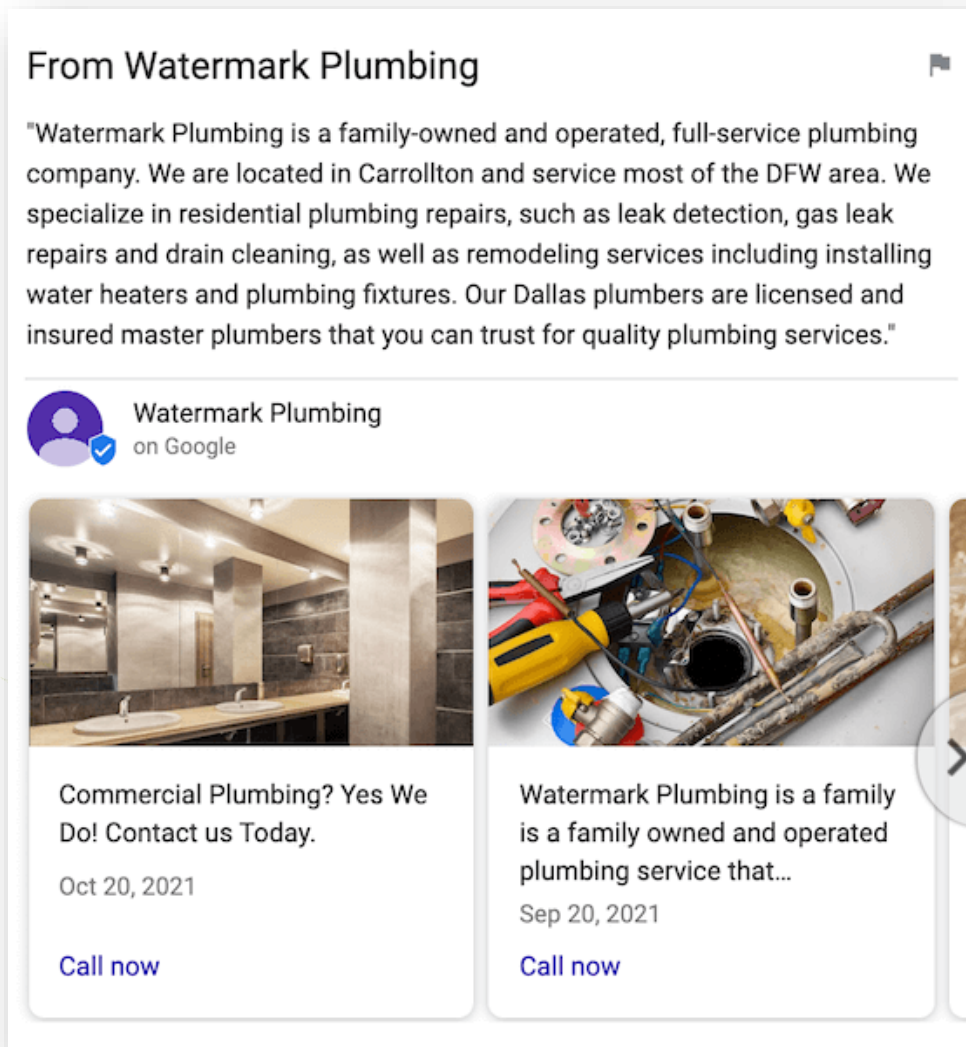 From Watermark Plumbing
"Watermark Plumbing is a family-owned and operated, full-service plumbing
company. We are located in Carrollton and service most of the DFW area. We
specialize in residential plumbing repairs, such as leak detection, gas leak
repairs and drain cleaning, as well as remodeling services including installing
water heaters and plumbing fixtures. Our Dallas plumbers are licensed and
insured master plumbers that you can trust for quality plumbing services."
Watermark Plumbing
on Google
Commercial Plumbing? Yes We
Do! Contact us Today.
Oct 20, 2021
Call now
Watermark Plumbing is a family
is a family owned and operated
plumbing service that...
Sep 20, 2021
Call now